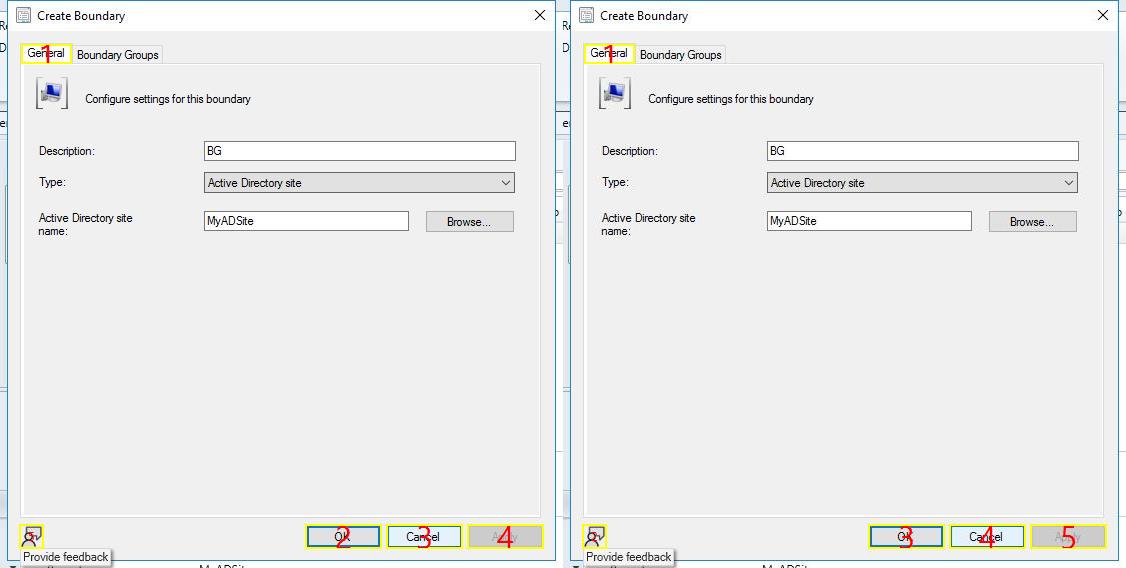 Create Boundary
General 1
Boundary Groups
Configure settings for this boundary
Description:
BG
Type:
Active Directory site
Active Directory site
name:
MyADSite
Browse...
OK 2
Cancel 3
4
Provide feedback
Create Boundary
General 1
Boundary Groups
Configure settings for this boundary
Description:
BG
Type:
Active Directory site
Active Directory site
name:
MyADSite
Browse...
OK 3
Cancel 4
Apply 5
Provide feedback